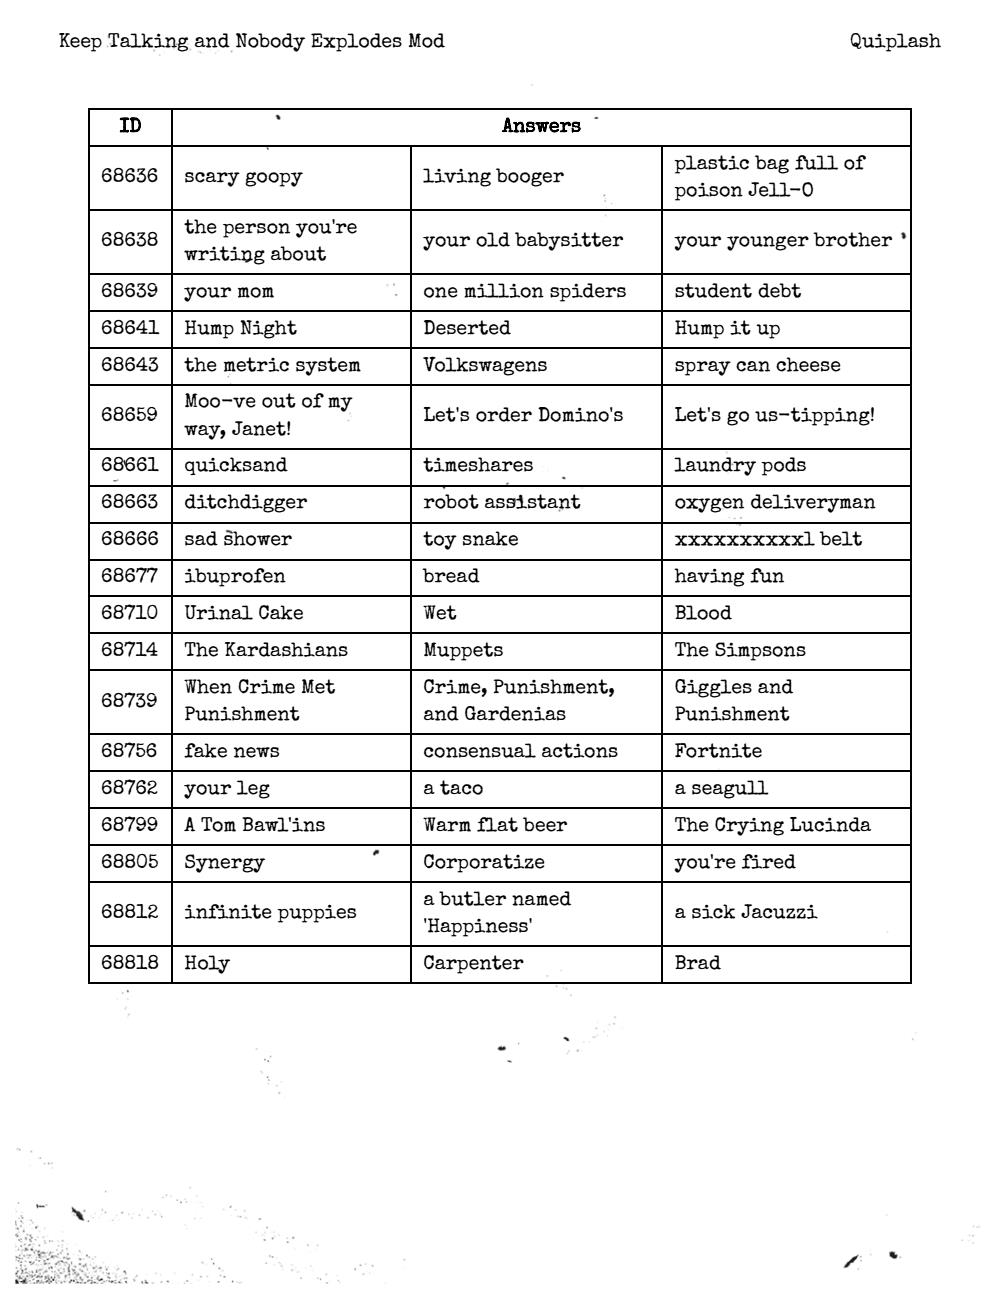 Keep Talking and Nobody Explodes Mod Quiplash
ID Answers
68636 scary goopy living booger plastic bag full of
poison Jell-O
68638 the person you're
writing about your old babysitter your younger brother
68639 your mom one million spiders student debt
68641 Hump Night Deserted Hump it up
68643 the metric system Volkswagens spray can cheese
68659 Moo-ve out of my
way, Janet! Let's order Domino's Let's go us-tipping!
68661 quicksand timeshares laundry pods
68663 ditchdigger robot assistant oxygen deliveryman
68666 sad shower toy snake xxxxxxxxxxl belt
68677 ibuprofen bread having fun
68710 Urinal Cake Wet Blood
68714 The Kardashians Muppets The Simpsons
68739 When Crime Met
Punishment Crime, Punishment,
and Gardenias Giggles and
Punishment
68756 fake news consensual actions Fortnite
68762 your leg a taco a seagull
68799 A Tom Bawl'ins Warm flat beer The Crying Lucinda
68805 Synergy Corporatize you're fired
68812 infinite puppies a butler named
'Happiness' a sick Jacuzzi
68818 Holy Carpenter Brad